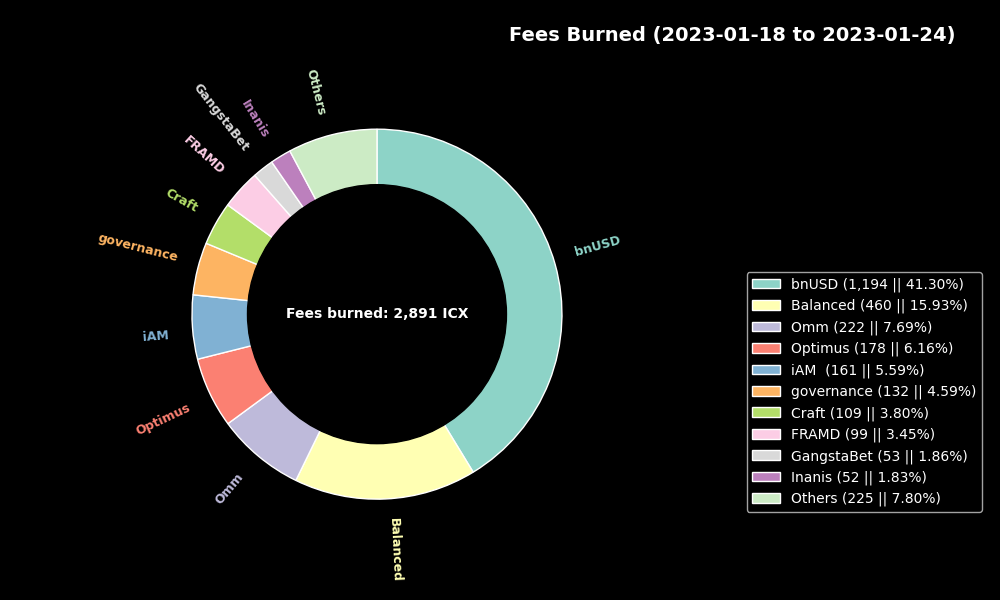 Fees Burned (2023-01-18 to 2023-01-24)
Others
Inanis
GangstaBet
FRAMD
Craft
governance
iAM
Optimus
Omm
Balanced
bnUSD
Fees burned: 2,891 ICX
bnUSD (1,194 || 41.30%)
Balanced (460 || 15.93%)
Omm (222 || 7.69%)
Optimus (178 || 6.16%)
iAM  (161 || 5.59%)
governance (132 || 4.59%)
Craft (109 || 3.80%)
FRAMD (99 || 3.45%)
GangstaBet (53 || 1.86%)
Inanis (52 || 1.83%)
Others (225 || 7.80%)